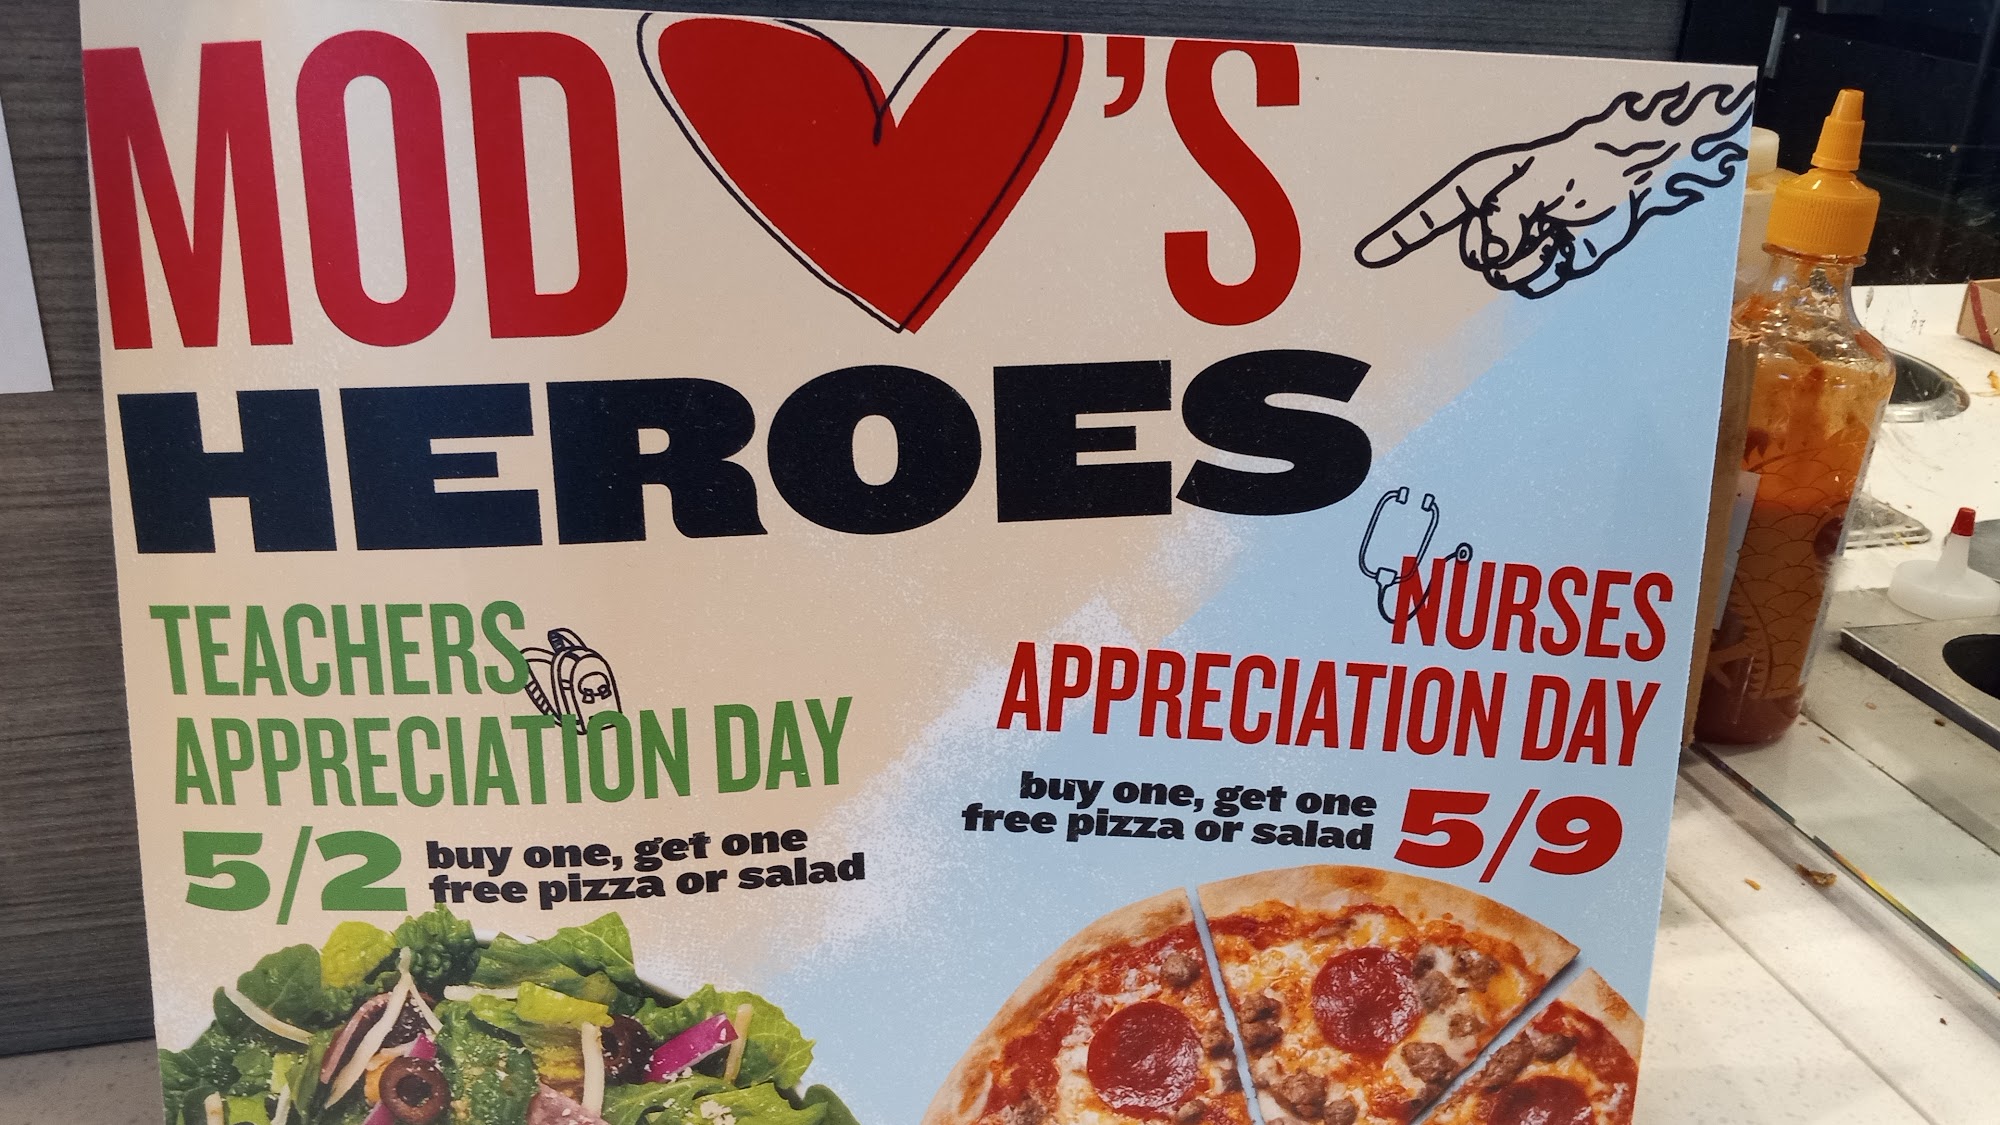 MOD ❤'S
HEROES
TEACHERS
APPRECIATION DAY
5/2 buy one, get one
free pizza or salad
NURSES
APPRECIATION DAY
buy one, get one
free pizza or salad 5/9